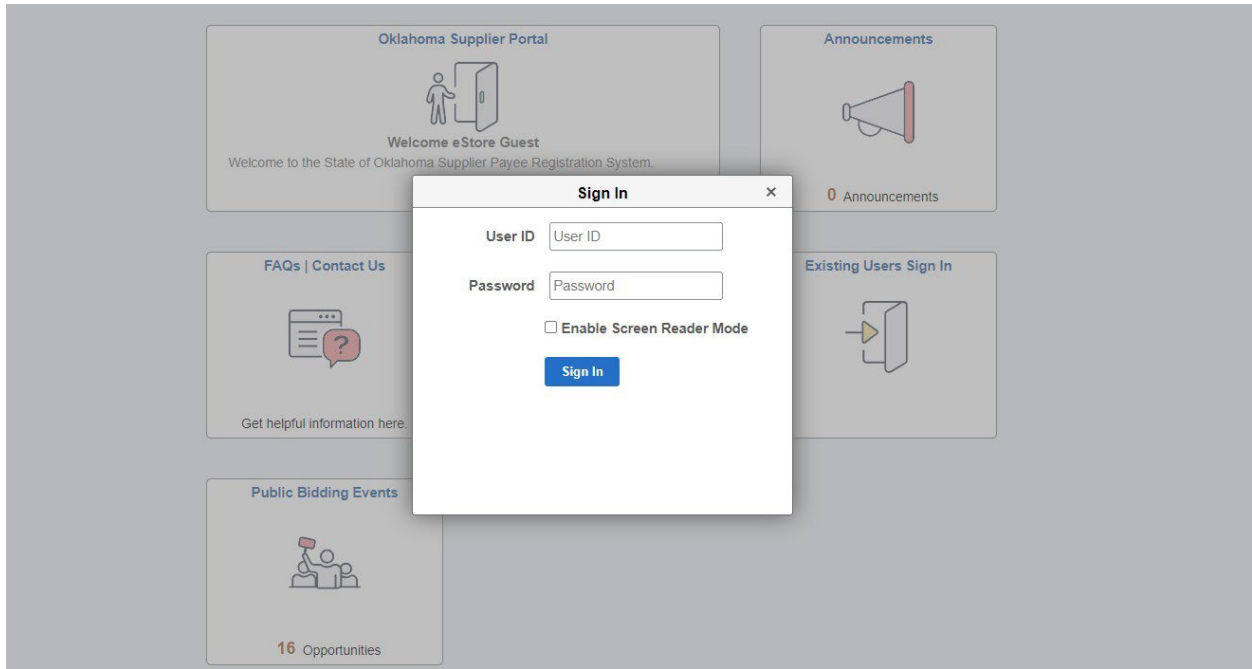 Oklahoma Supplier Portal
Welcome eStore Guest
Welcome to the State of Oklahoma Supplier Payee Registration System.
Announcements
0 Announcements
Sign In
×
User ID
User ID
Password
Password
Enable Screen Reader Mode
Sign In
FAQs | Contact Us
?
Get helpful information here.
Existing Users Sign In
Public Bidding Events
16 Opportunities